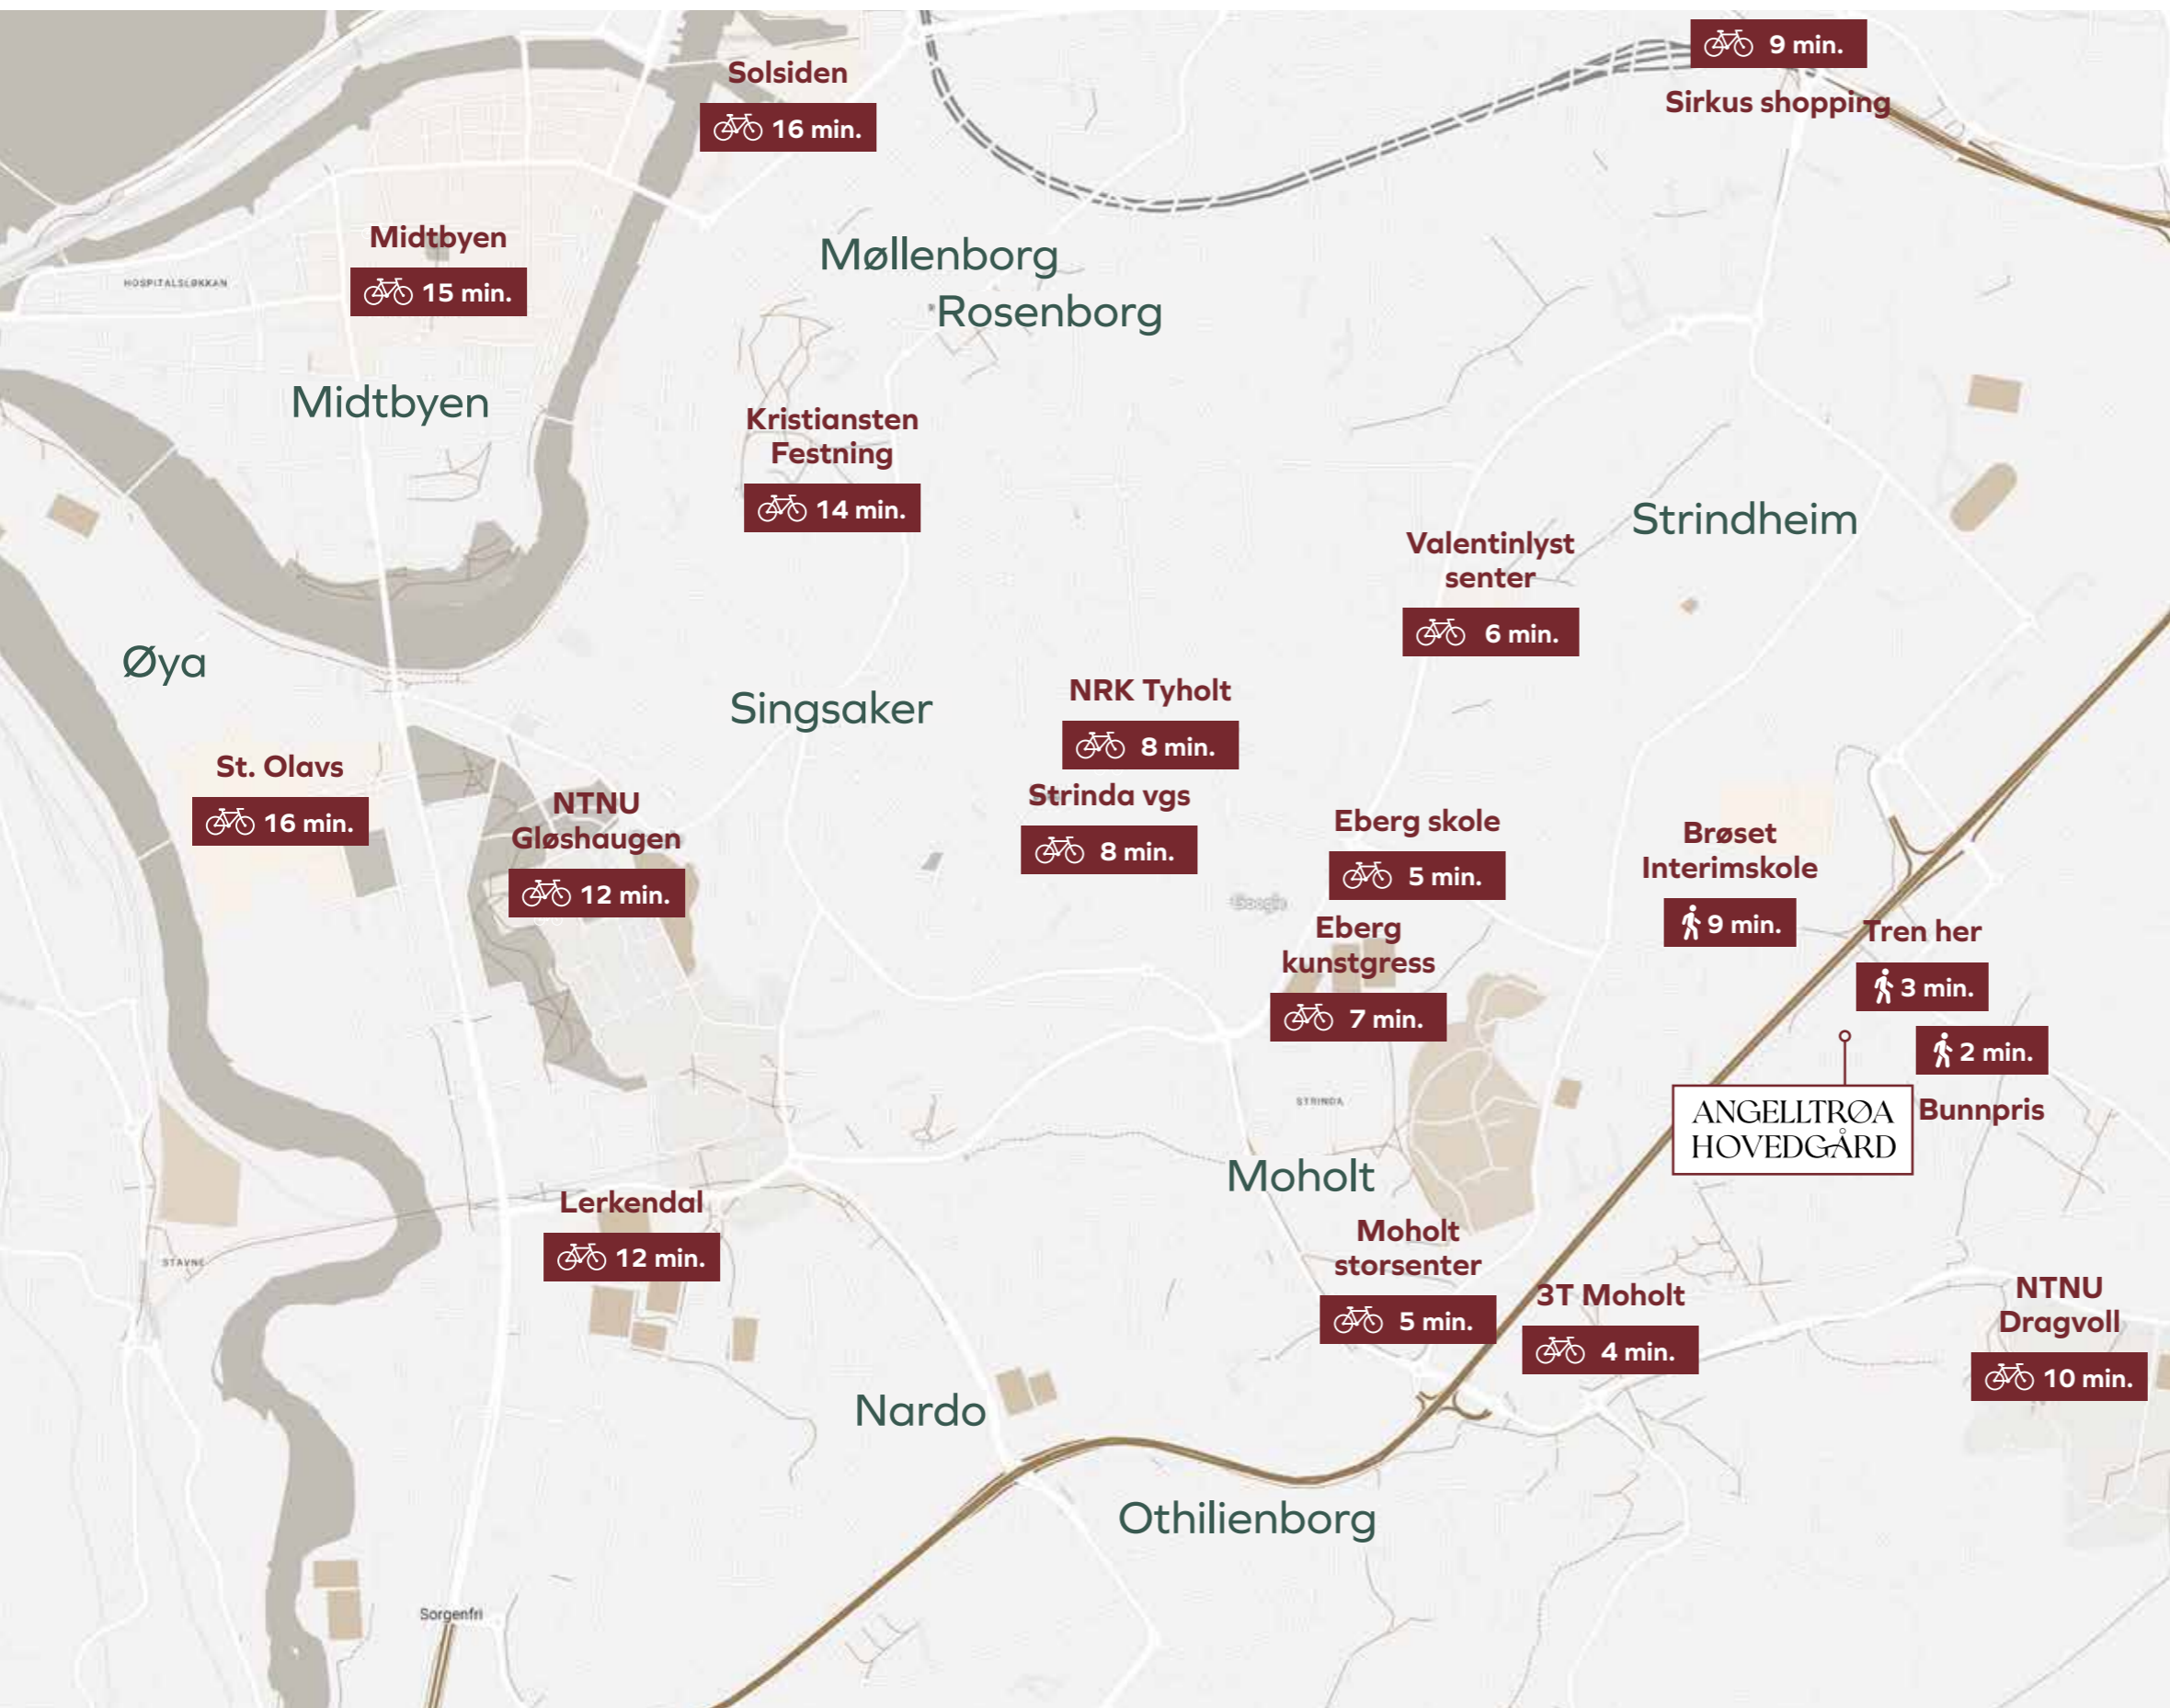 9 min.
Sirkus shopping
Solsiden
16 min.
Midtbyen
15 min.
HOSPITALSLØKKAN
Møllenborg
Rosenborg
Midtbyen
Kristiansten
Festning
14 min.
Strindheim
Valentinlyst
senter
6 min.
Øya
Singsaker
NRK Tyholt
8 min.
Strinda vgs
8 min.
St. Olavs
16 min.
NTNU
Gløshaugen
12 min.
Eberg skole
5 min.
Brøset
Interimskole
9 min.
Google
Eberg
kunstgress
7 min.
Tren her
3 min.
2 min.
Bunnpris
ANGELLTRØA
HOVEDGÅRD
STRINDA
Moholt
Lerkendal
12 min.
STAVNE
Moholt
storsenter
5 min.
3T Moholt
4 min.
NTNU
Dragvoll
10 min.
Nardo
Othilienborg
Sorgenfri